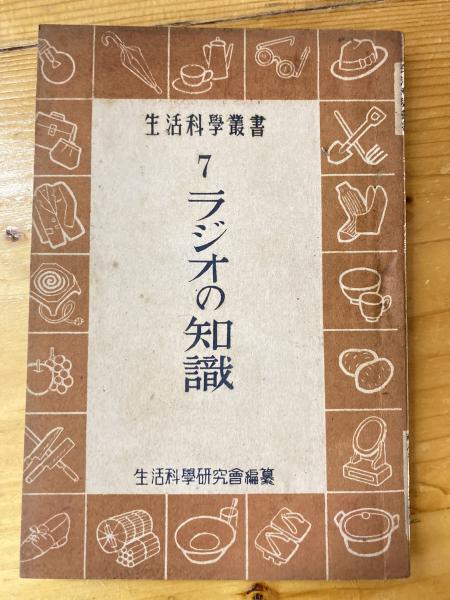 生活科學叢書
7
ラジオの知識
生活科學研究會編纂